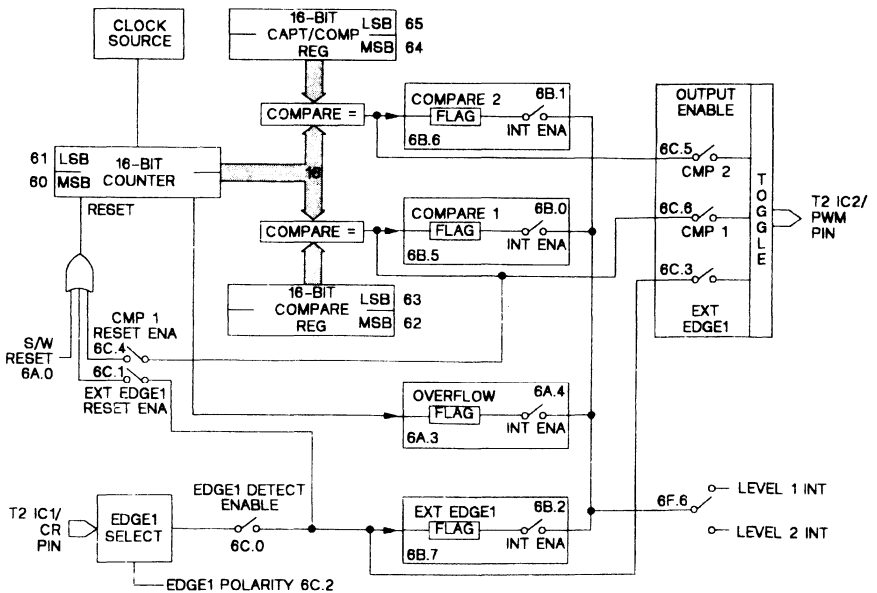 CLOCK
SOURCE
16-BIT
CAPT/COMP
REG
LSB 65
MSB 64
COMPARE =
COMPARE 2
6B.1
FLAG
INT ENA
6B.6
OUTPUT
ENABLE
6C.5
CMP 2
6C.6
CMP 1
6C.3
EXT
EDGE1
TOGGLE
T2 IC2/
PWM
PIN
61 LSB
60 MSB
16-BIT
COUNTER
RESET
16
COMPARE =
COMPARE 1
6B.0
FLAG
INT ENA
6B.5
16-BIT
COMPARE
REG
LSB 63
MSB 62
CMP 1
RESET ENA
6C.4
S/W
RESET
6A.0
6C.1
EXT EDGE1
RESET ENA
OVERFLOW
6A.4
FLAG
INT ENA
6A.3
T2 IC1/
CR
PIN
EDGE1
SELECT
EDGE1 DETECT
ENABLE
6C.0
EXT EDGE1
6B.2
FLAG
INT ENA
6B.7
6F.6
LEVEL 1 INT
LEVEL 2 INT
EDGE1 POLARITY 6C.2